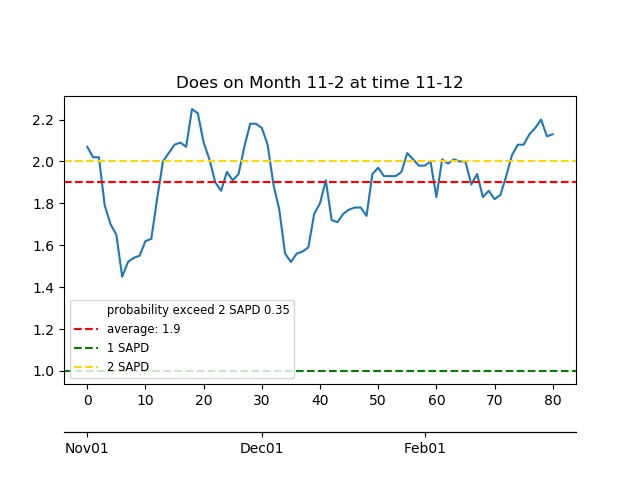 Does on Month 11-2 at time 11-12
2.2
2.0
1.8
1.6
1.4
1.2
1.0
probability exceed 2 SAPD 0.35
average: 1.9
1 SAPD
2 SAPD
0 10 20 30 40 50 60 70 80
Nov01 Dec01 Feb01